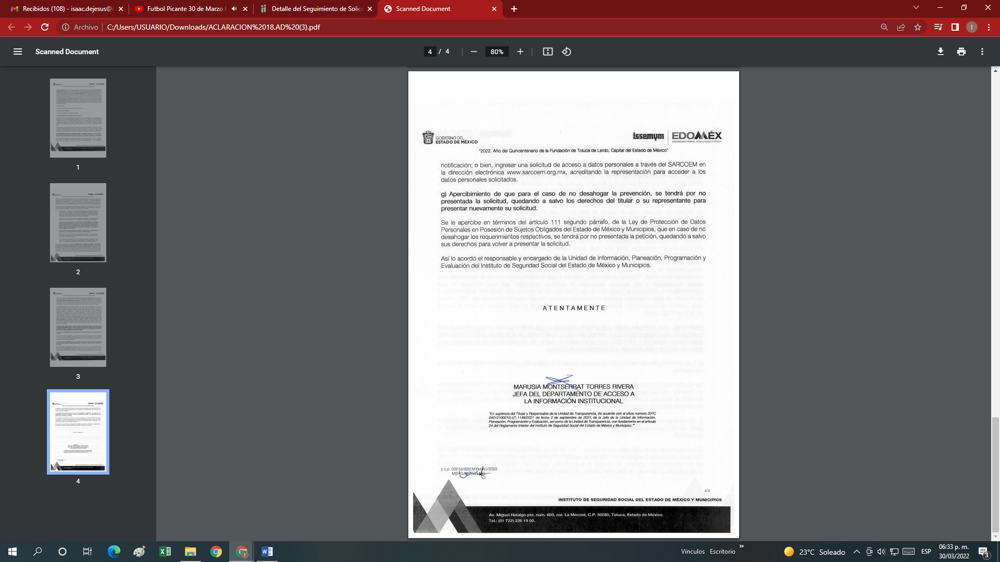 Recibidos (108) - isaac.dejesus@i
Futbol Picante 30 de Marzo E
Detalle del Seguimiento de Solici
Scanned Document
Archivo
C:/Users/USUARIO/Downloads/ACLARACION%2018.AD%20(3).pdf
I
Scanned Document
4 / 4
80%
1
2
3
4
GOBIERNO DEL
ESTADO DE MÉXICO
issemym
EDOMÉX
DECISIONES FIRMES, RESULTADOS FUERTES
"2022. Año del Quincentenario de la Fundación de Toluca de Lerdo, Capital del Estado de México"
notificación; o bien, ingresar una solicitud de acceso a datos personales a través del SARCOEM en
la dirección electrónica www.sarcoem.org.mx, acreditando la representación para acceder a los
datos personales solicitados.
g) Apercibimiento de que para el caso de no desahogar la prevención, se tendrá por no
presentada la solicitud, quedando a salvo los derechos del titular o su representante para
presentar nuevamente su solicitud.
Se le apercibe en términos del artículo 111 segundo párrafo, de la Ley de Protección de Datos
Personales en Posesión de Sujetos Obligados del Estado de México y Municipios, que en caso de no
desahogar los requerimientos respectivos, se tendrá por no presentada la petición, quedando a salvo
sus derechos para volver a presentar la solicitud.
Así lo acordó el responsable y encargado de la Unidad de Información, Planeación, Programación y
Evaluación del Instituto de Seguridad Social del Estado de México y Municipios.
ATENTAMENTE
MARUSIA MONTSERRAT TORRES RIVERA
JEFA DEL DEPARTAMENTO DE ACCESO A
LA INFORMACIÓN INSTITUCIONAL
"En suplencia del Titular y Responsable de la Unidad de Transparencia, de acuerdo con el oficio número 207C
0401210001S-UT-1149/2021 de fecha 2 de septiembre de 2021, de la Jefa de la Unidad de Información,
Planeación, Programación y Evaluación, así como de la Unidad de Transparencia, con fundamento en el artículo
24 del Reglamento Interior del Instituto de Seguridad Social del Estado de México y Municipios.""
c.c.p. 00018/ISSEMYM/AD/2022
4/4
INSTITUTO DE SEGURIDAD SOCIAL DEL ESTADO DE MÉXICO Y MUNICIPIOS
Av. Miguel Hidalgo pte. núm. 600, col. La Merced, C.P. 50080, Toluca, Estado de México.
Tel.: (01 722) 226 19 00.
Vínculos Escritorio
23°C Soleado
ESP
06:33 p. m.
30/03/2022
3